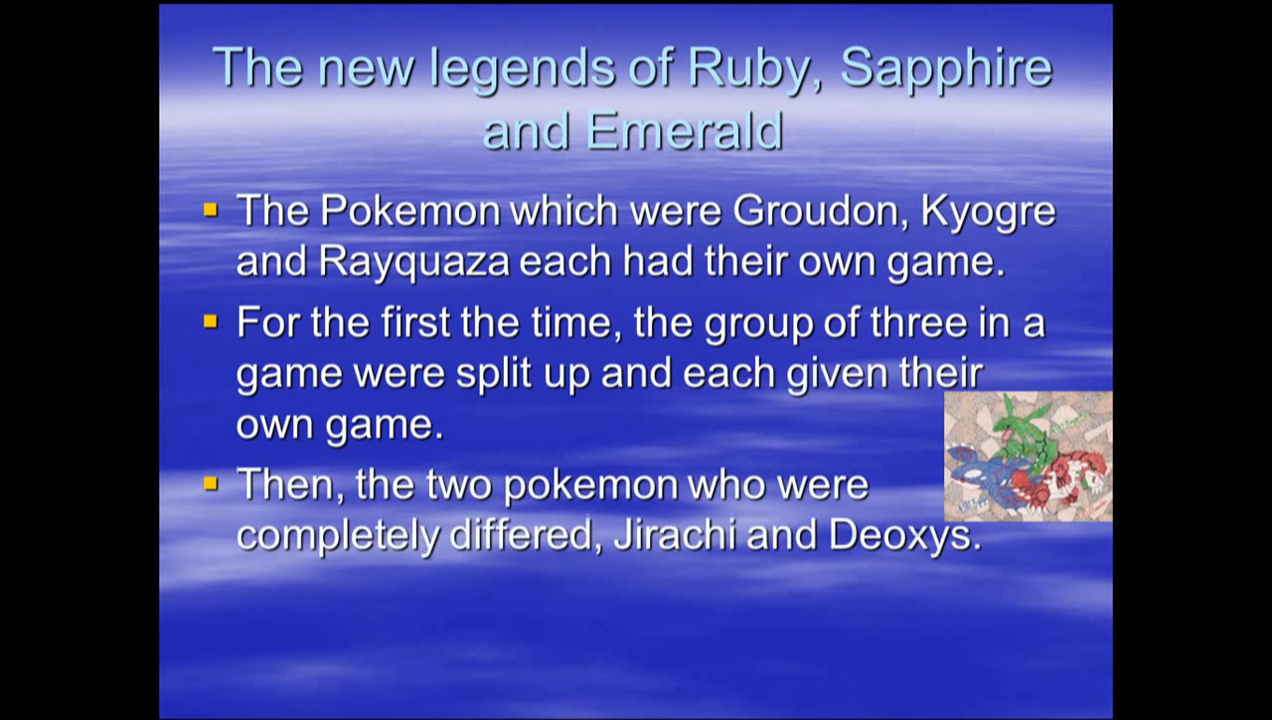 The new legends of Ruby, Sapphire
and Emerald
The Pokemon which were Groudon, Kyogre
and Rayquaza each had their own game.
For the first the time, the group of three in a
game were split up and each given their
own game.
Then, the two pokemon who were
completely differed, Jirachi and Deoxys.